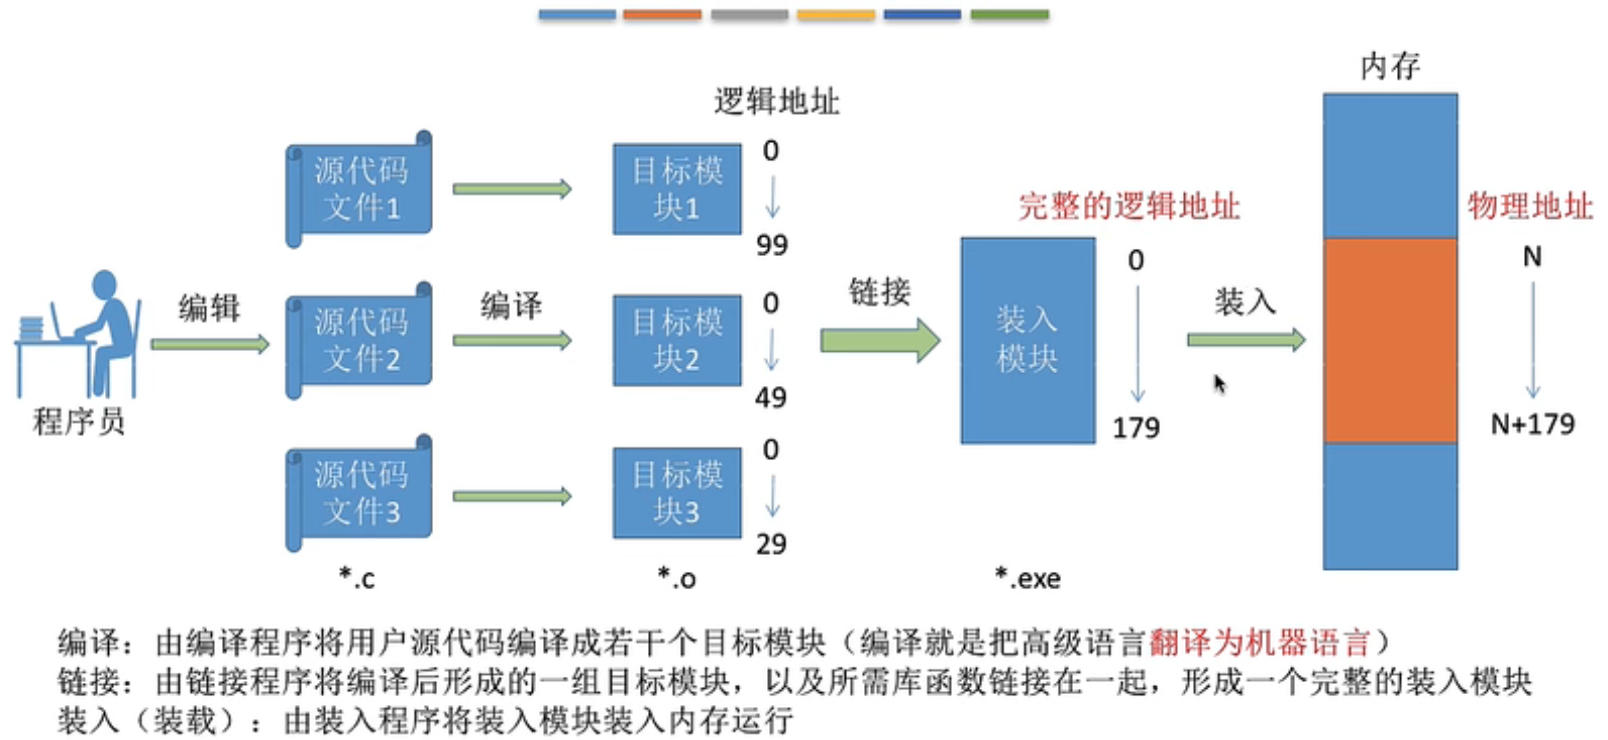 内存
逻辑地址
源代码
文件1
目标模
块1
0
99
完整的逻辑地址
物理地址
程序员
编辑
源代码
文件2
编译
目标模
块2
0
49
链接
装入
模块
0
179
装入
N
N+179
源代码
文件3
目标模
块3
0
29
*.c
*.o
*.exe
编译：由编译程序将用户源代码编译成若干个目标模块（编译就是把高级语言翻译为机器语言）
链接：由链接程序将编译后形成的一组目标模块，以及所需库函数链接在一起，形成一个完整的装入模块
装入（装载）：由装入程序将装入模块装入内存运行